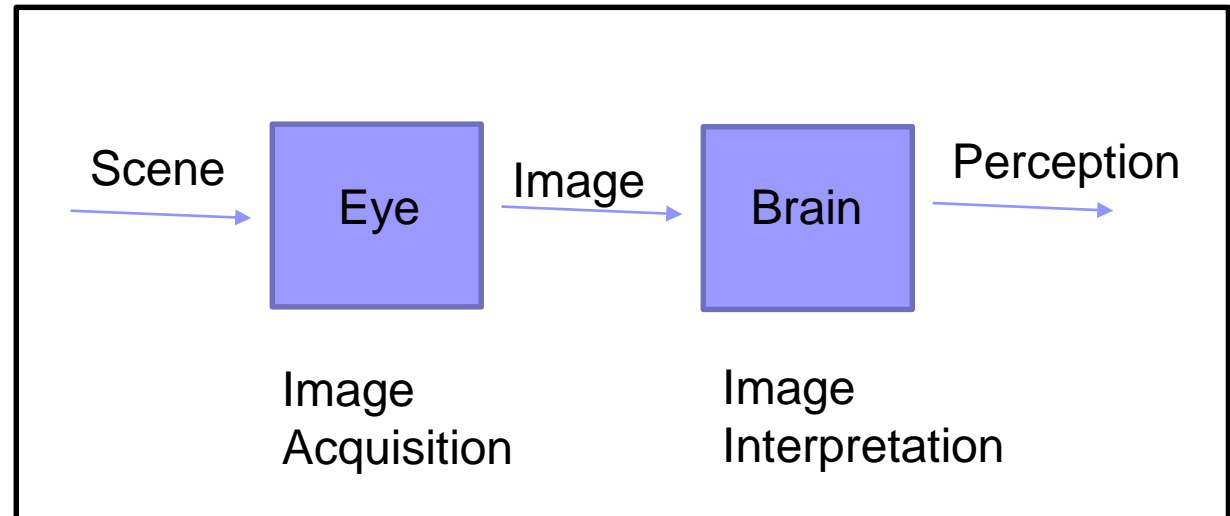 Scene
Eye
Image
Brain
Perception
Image
Acquisition
Image
Interpretation